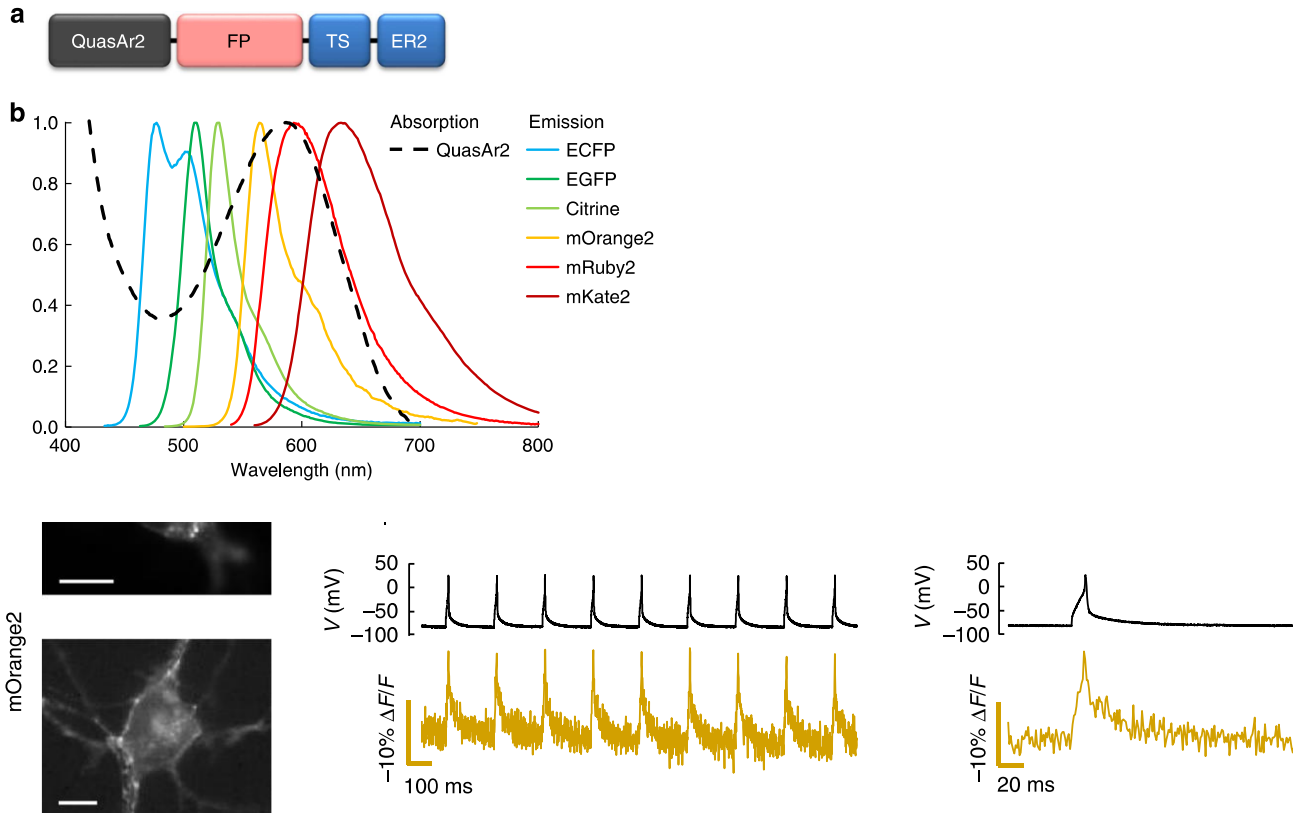 a
QuasAr2 FP TS ER2
b
Absorption Emission
QuasAr2 ECFP
EGFP
Citrine
mOrange2
mRuby2
mKate2
1.0
0.8
0.6
0.4
0.2
0.0
400 500 600 700 800
Wavelength (nm)
mOrange2
V (mV)
50
0
−50
−100
−10% ΔF/F
100 ms
V (mV)
50
0
−50
−100
−10% ΔF/F
20 ms